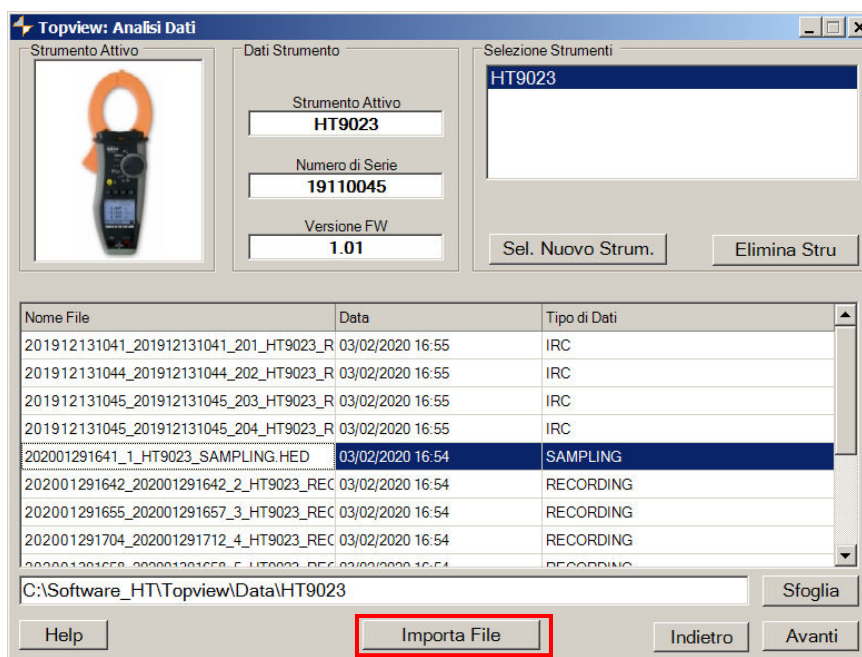 Topview: Analisi Dati
Strumento Attivo
Dati Strumento
Strumento Attivo
HT9023
Numero di Serie
19110045
Versione FW
1.01
Selezione Strumenti
HT9023
Sel. Nuovo Strum.
Elimina Stru
Nome File Data Tipo di Dati
201912131041_201912131041_201_HT9023_R 03/02/2020 16:55 IRC
201912131044_201912131044_202_HT9023_R 03/02/2020 16:55 IRC
201912131045_201912131045_203_HT9023_R 03/02/2020 16:55 IRC
201912131045_201912131045_204_HT9023_R 03/02/2020 16:55 IRC
202001291641_1_HT9023_SAMPLING.HED 03/02/2020 16:54 SAMPLING
202001291642_202001291642_2_HT9023_REC 03/02/2020 16:54 RECORDING
202001291655_202001291657_3_HT9023_REC 03/02/2020 16:54 RECORDING
202001291704_202001291712_4_HT9023_REC 03/02/2020 16:54 RECORDING
C:\Software_HT\Topview\Data\HT9023
Sfoglia
Help
Importa File
Indietro
Avanti